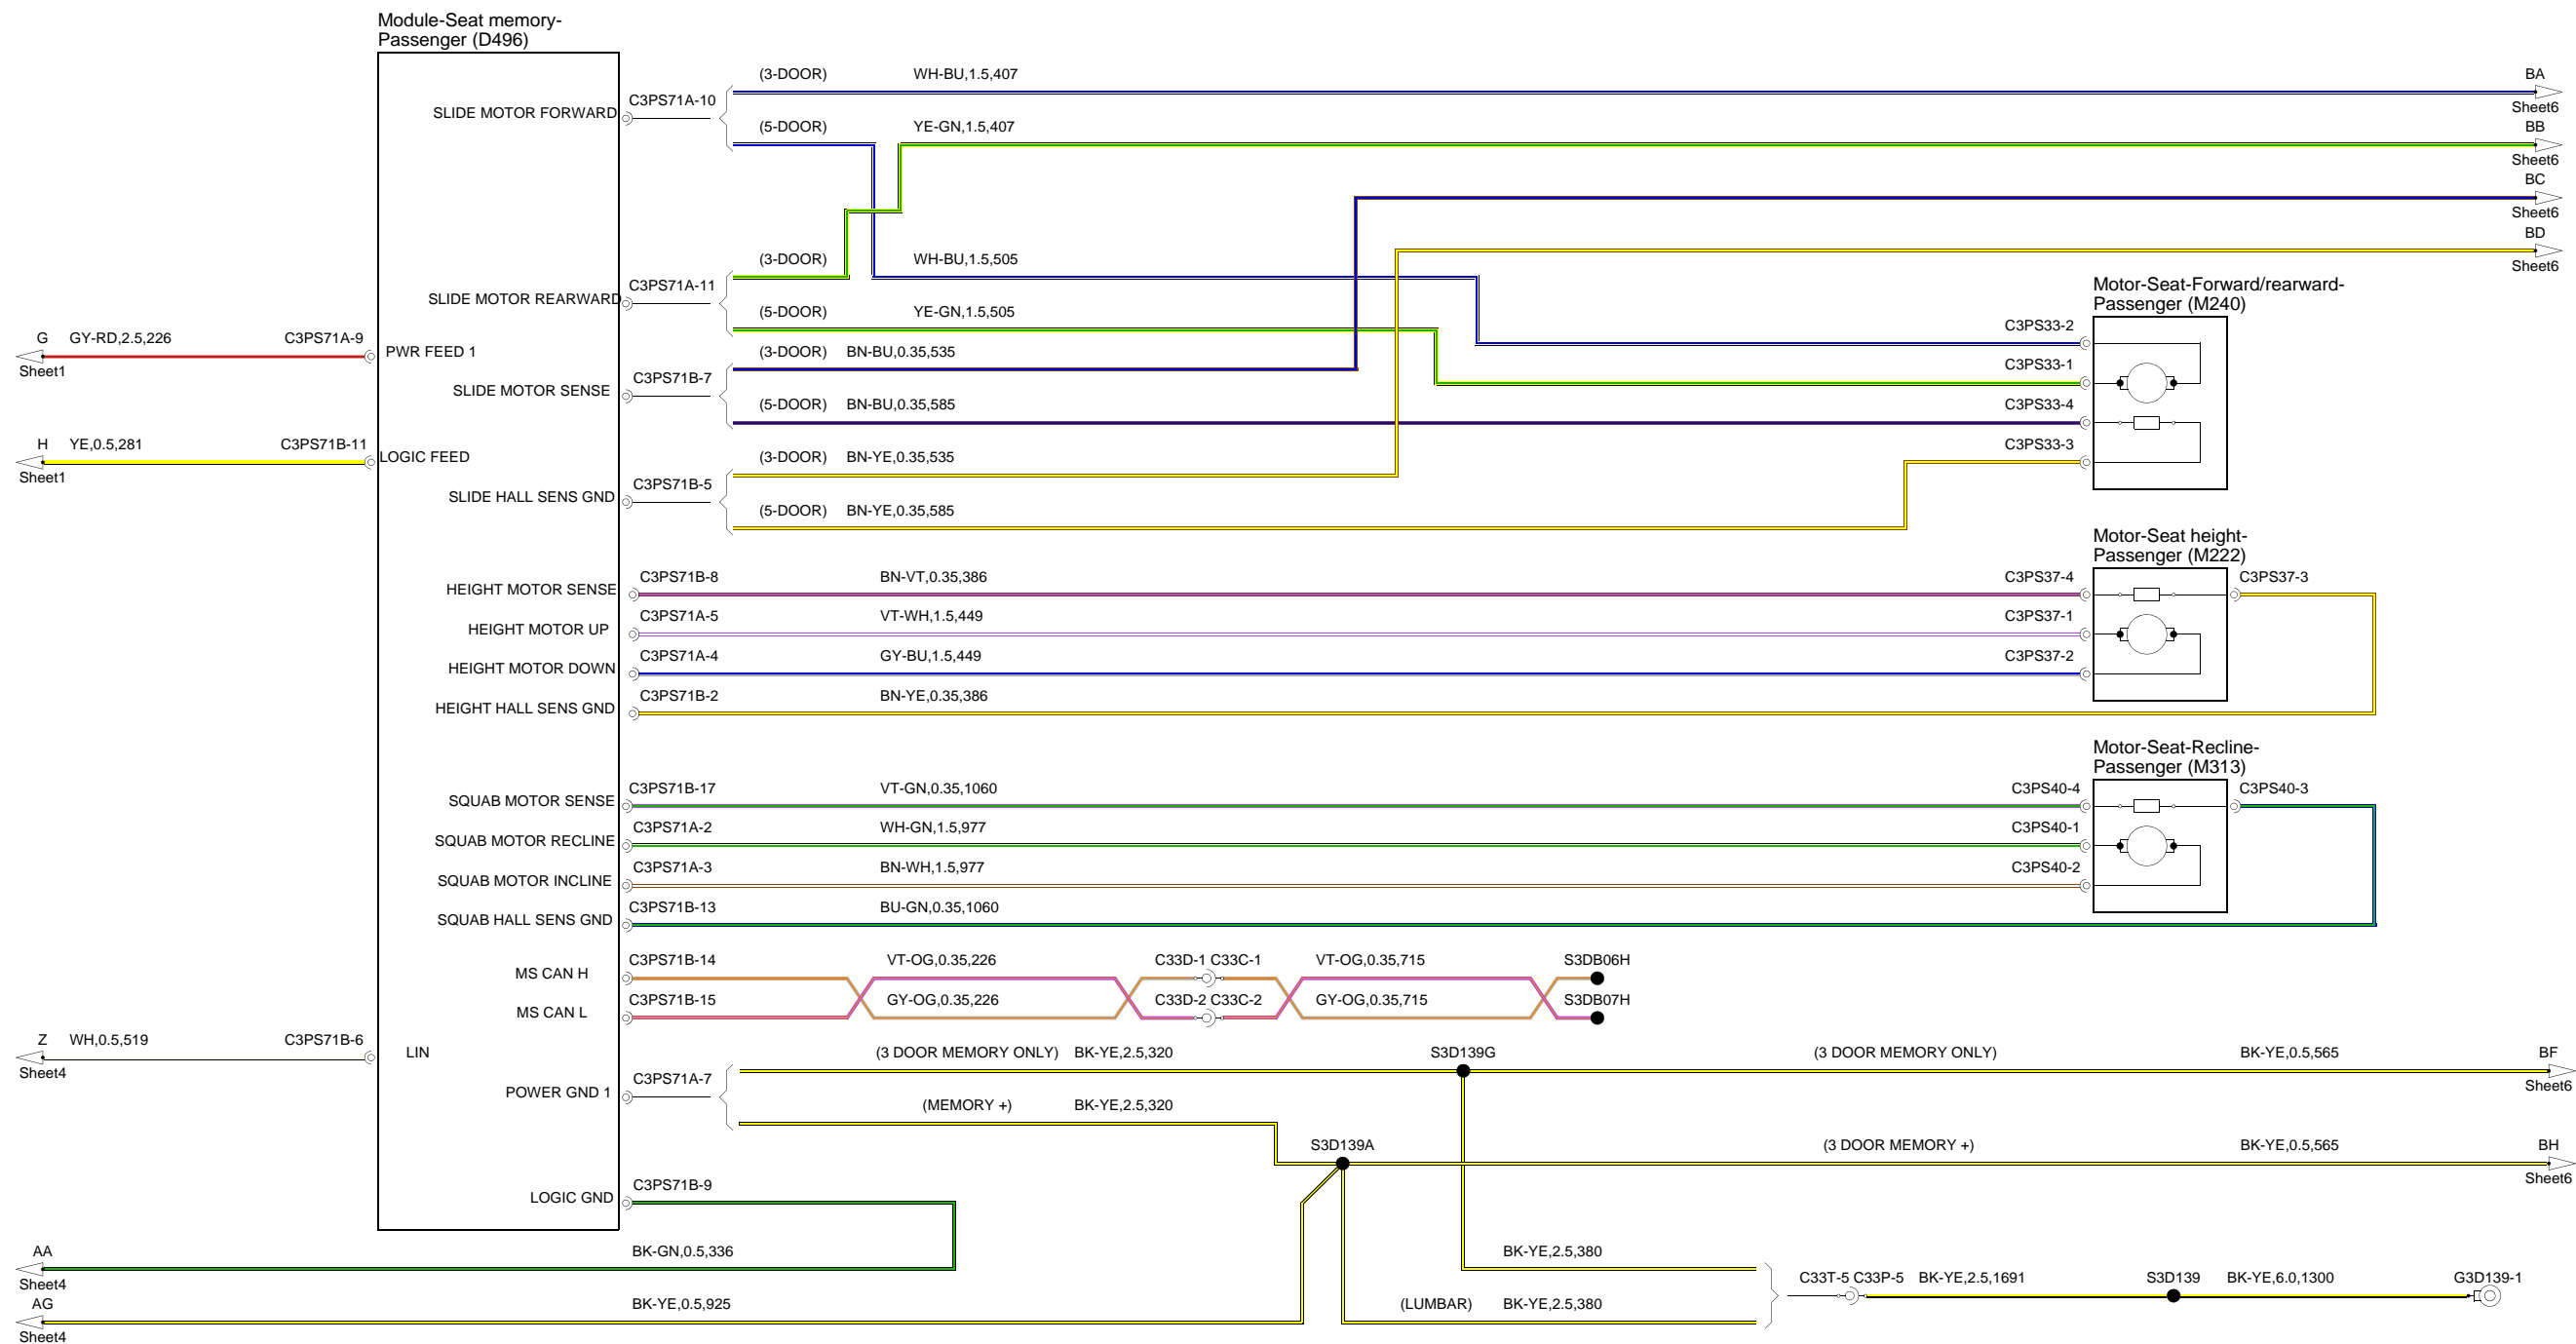 Module-Seat memory-
Passenger (D496)
(3-DOOR) WH-BU,1.5,407 BA
C3PS71A-10
SLIDE MOTOR FORWARD Sheet6
(5-DOOR) YE-GN,1.5,407 BB
Sheet6
BC
Sheet6
BD
(3-DOOR) WH-BU,1.5,505
Sheet6
C3PS71A-11
SLIDE MOTOR REARWARD
Motor-Seat-Forward/rearward-
Passenger (M240)
(5-DOOR) YE-GN,1.5,505
C3PS33-2
G GY-RD,2.5,226 C3PS71A-9
PWR FEED 1
Sheet1
(3-DOOR) BN-BU,0.35,535
C3PS33-1
C3PS71B-7
SLIDE MOTOR SENSE
(5-DOOR) BN-BU,0.35,585 C3PS33-4
H YE,0.5,281 C3PS71B-11
LOGIC FEED
Sheet1
(3-DOOR) BN-YE,0.35,535 C3PS33-3
C3PS71B-5
SLIDE HALL SENS GND
(5-DOOR) BN-YE,0.35,585
Motor-Seat height-
Passenger (M222)
C3PS71B-8 BN-VT,0.35,386 C3PS37-4 C3PS37-3
HEIGHT MOTOR SENSE
C3PS71A-5 VT-WH,1.5,449 C3PS37-1
HEIGHT MOTOR UP
C3PS71A-4 GY-BU,1.5,449 C3PS37-2
HEIGHT MOTOR DOWN
C3PS71B-2 BN-YE,0.35,386
HEIGHT HALL SENS GND
Motor-Seat-Recline-
Passenger (M313)
C3PS71B-17 VT-GN,0.35,1060 C3PS40-4 C3PS40-3
SQUAB MOTOR SENSE
C3PS71A-2 WH-GN,1.5,977 C3PS40-1
SQUAB MOTOR RECLINE
C3PS71A-3 BN-WH,1.5,977 C3PS40-2
SQUAB MOTOR INCLINE
C3PS71B-13 BU-GN,0.35,1060
SQUAB HALL SENS GND
C3PS71B-14 VT-OG,0.35,226 C33D-1 C33C-1 VT-OG,0.35,715 S3DB06H
MS CAN H
C3PS71B-15 GY-OG,0.35,226 C33D-2 C33C-2 GY-OG,0.35,715 S3DB07H
MS CAN L
Z WH,0.5,519 C3PS71B-6
LIN
Sheet4
(3 DOOR MEMORY ONLY) BK-YE,2.5,320 S3D139G (3 DOOR MEMORY ONLY) BK-YE,0.5,565 BF
Sheet6
C3PS71A-7
POWER GND 1
(MEMORY +) BK-YE,2.5,320
S3D139A (3 DOOR MEMORY +) BK-YE,0.5,565 BH
Sheet6
C3PS71B-9
LOGIC GND
AA BK-GN,0.5,336 BK-YE,2.5,380
Sheet4
C33T-5 C33P-5 BK-YE,2.5,1691 S3D139 BK-YE,6.0,1300 G3D139-1
AG BK-YE,0.5,925 (LUMBAR) BK-YE,2.5,380
Sheet4